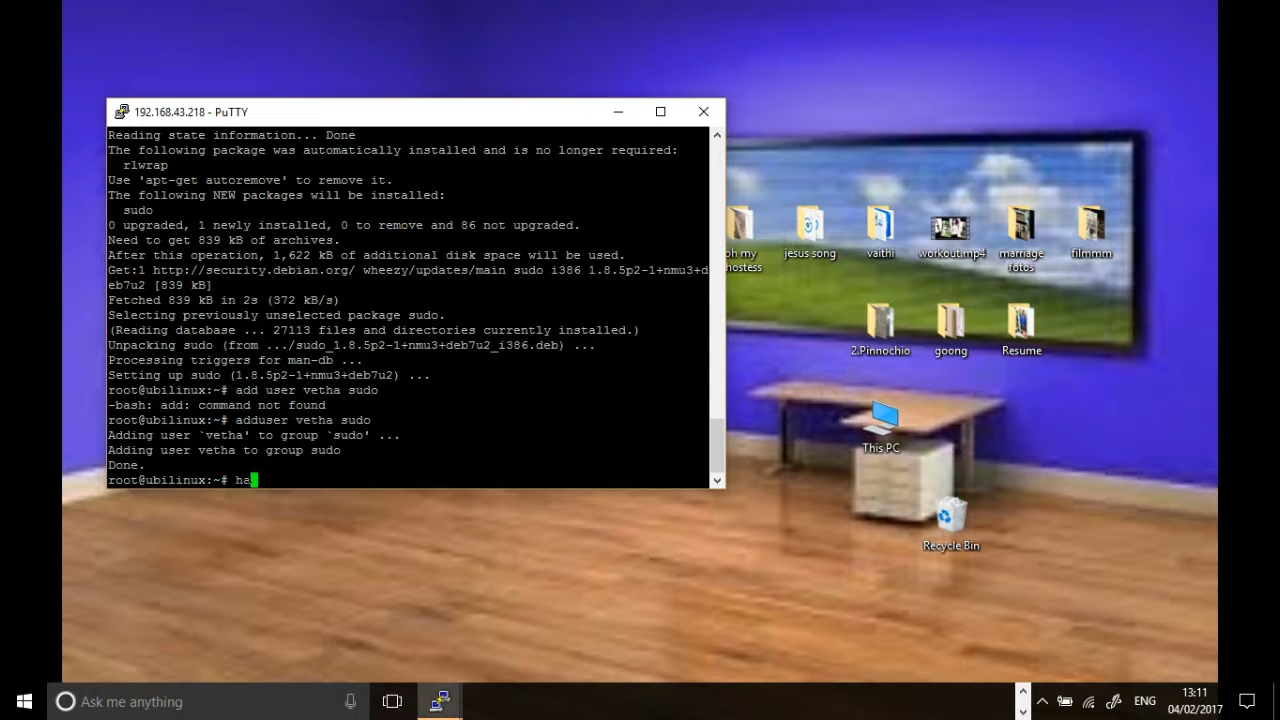 192.168.43.218 - PuTTY
Reading state information... Done
The following package was automatically installed and is no longer required:
rlwrap
Use 'apt-get autoremove' to remove it.
The following NEW packages will be installed:
sudo
0 upgraded, 1 newly installed, 0 to remove and 86 not upgraded.
Need to get 839 kB of archives.
After this operation, 1,622 kB of additional disk space will be used.
Get:1 http://security.debian.org/ wheezy/updates/main sudo i386 1.8.5p2-1+nmu3+d
eb7u2 [839 kB]
Fetched 839 kB in 2s (372 kB/s)
Selecting previously unselected package sudo.
(Reading database ... 27113 files and directories currently installed.)
Unpacking sudo (from .../sudo_1.8.5p2-1+nmu3+deb7u2_i386.deb) ...
Processing triggers for man-db ...
Setting up sudo (1.8.5p2-1+nmu3+deb7u2) ...
root@ubilinux:~# add user vetha sudo
-bash: add: command not found
root@ubilinux:~# adduser vetha sudo
Adding user `vetha' to group `sudo' ...
Adding user vetha to group sudo
Done.
root@ubilinux:~# ha
oh my
hostess
jesus song
vaithi
workout.mp4
marriage
fotos
filmmm
2.Pinnochio
goong
Resume
This PC
Recycle Bin
Ask me anything
ENG
13:11
04/02/2017